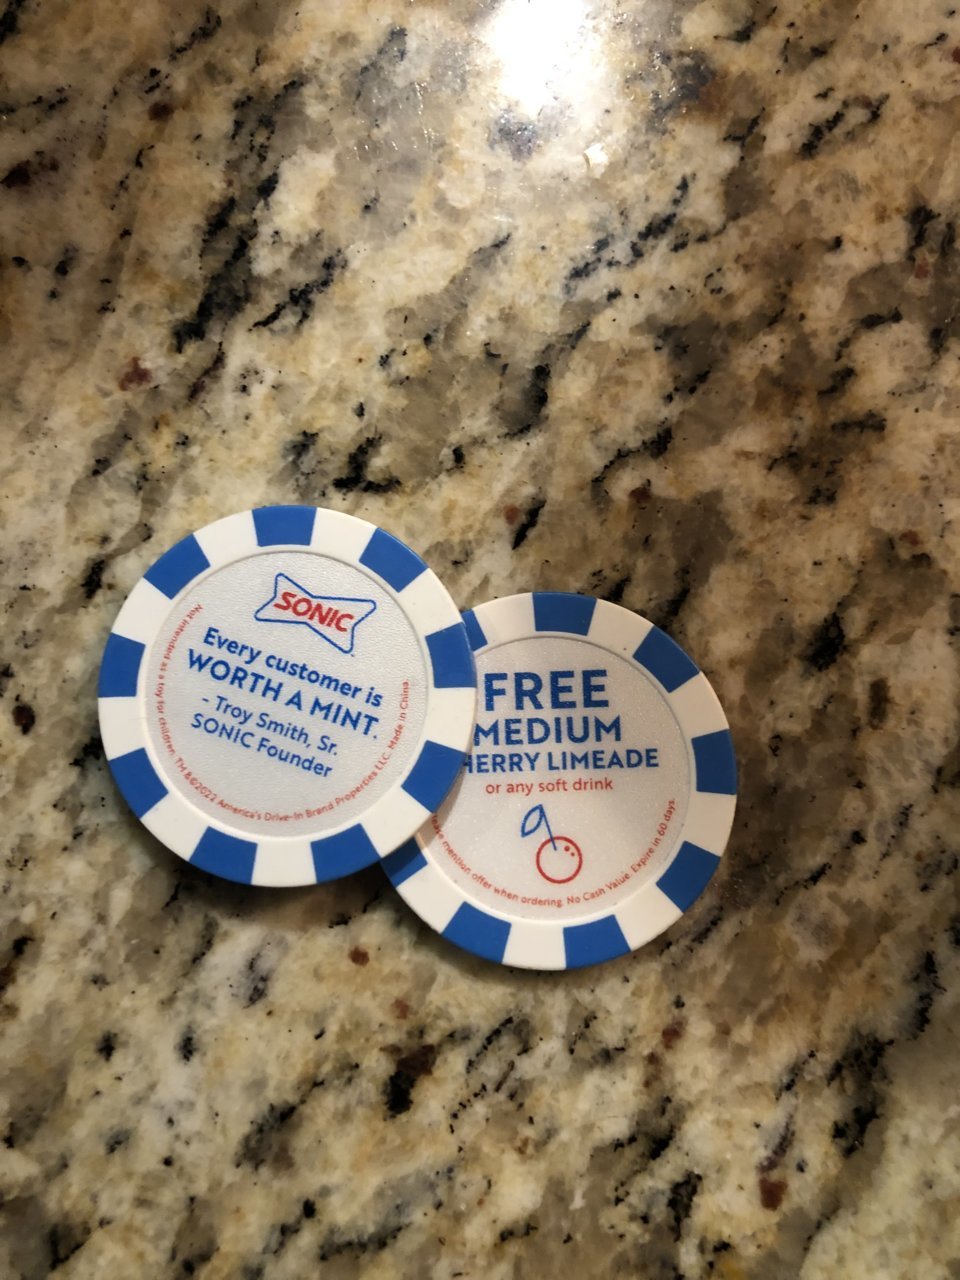 SONIC
Every customer is
WORTH A MINT.
- Troy Smith, Sr.
SONIC Founder
Not intended as a toy for children. TM &©2022 America's Drive-In Brand Properties LLC. Made in China.
FREE
MEDIUM
HERRY LIMEADE
or any soft drink
mention offer when ordering. No Cash Value. Expire in 60 days.